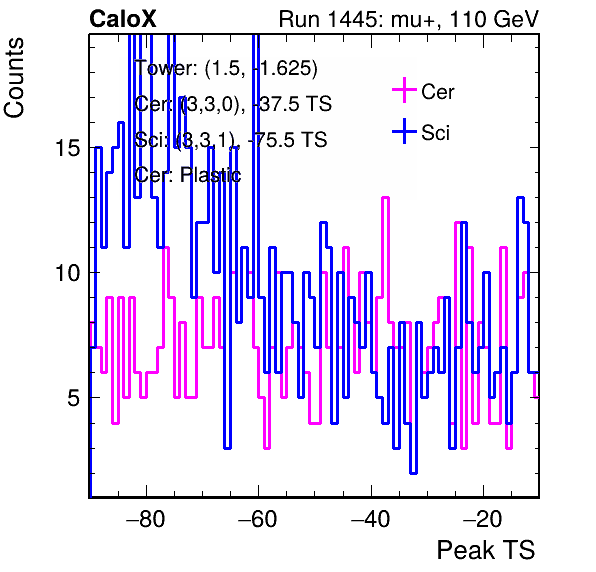 CaloX Run 1445: mu+, 110 GeV
Counts
Tower: (1.5, -1.625)
Cer: (3,3,0), -37.5 TS
Sci: (3,3,1), -75.5 TS
Cer: Plastic
Cer
Sci
15
10
5
−80 −60 −40 −20
Peak TS